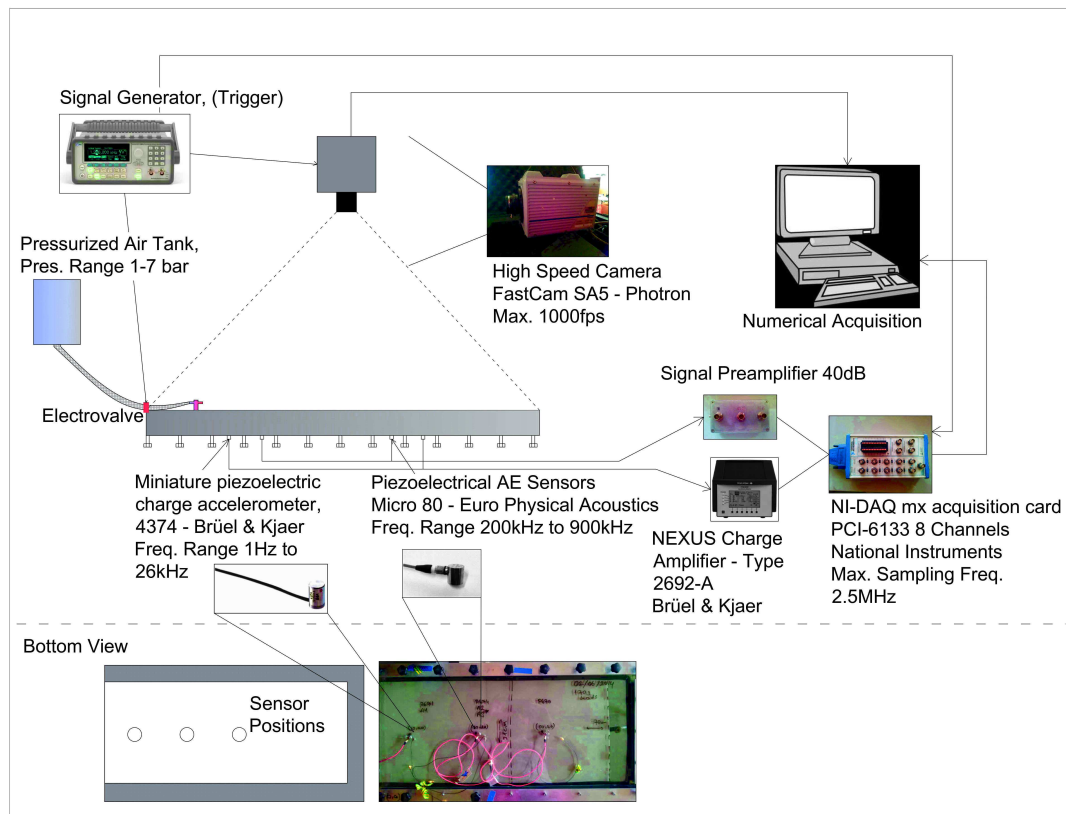 Signal Generator, (Trigger)
Pressurized Air Tank,
Pres. Range 1-7 bar
High Speed Camera
FastCam SA5 - Photron
Max. 1000fps
Numerical Acquisition
Signal Preamplifier 40dB
Electrovalve
Miniature piezoelectric
charge accelerometer,
4374 - Brüel & Kjaer
Freq. Range 1Hz to
26kHz
Piezoelectrical AE Sensors
Micro 80 - Euro Physical Acoustics
Freq. Range 200kHz to 900kHz
NEXUS Charge
Amplifier - Type
2692-A
Brüel & Kjaer
NI-DAQ mx acquisition card
PCI-6133 8 Channels
National Instruments
Max. Sampling Freq.
2.5MHz
Bottom View
Sensor
Positions